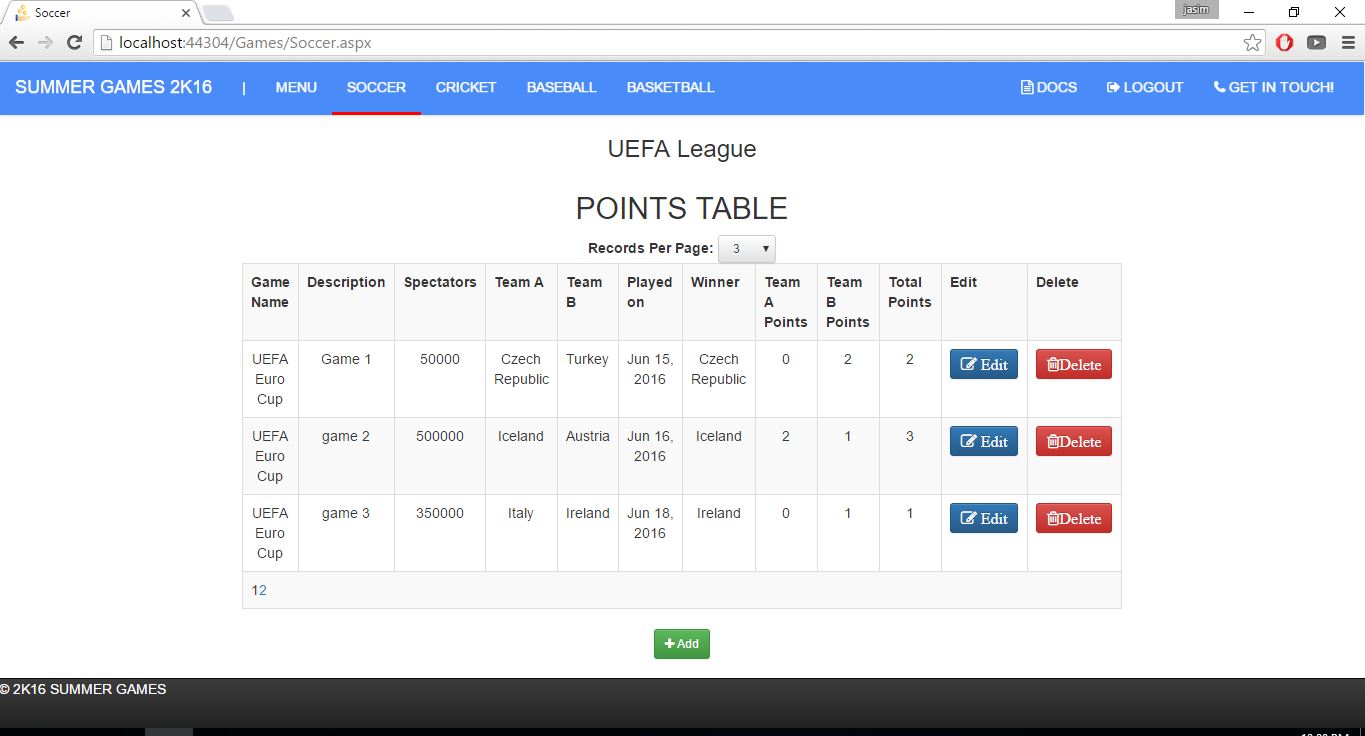 Soccer
jasim
localhost:44304/Games/Soccer.aspx
SUMMER GAMES 2K16 | MENU SOCCER CRICKET BASEBALL BASKETBALL DOCS LOGOUT GET IN TOUCH!
UEFA League
POINTS TABLE
Records Per Page: 3
Game Description Spectators Team A Team Played Winner Team Team Total Edit Delete
Name B on A B Points
Points Points
UEFA Game 1 50000 Czech Turkey Jun 15, Czech 0 2 2 Edit Delete
Euro Republic 2016 Republic
Cup
UEFA game 2 500000 Iceland Austria Jun 16, Iceland 2 1 3 Edit Delete
Euro 2016
Cup
UEFA game 3 350000 Italy Ireland Jun 18, Ireland 0 1 1 Edit Delete
Euro 2016
Cup
12
Add
© 2K16 SUMMER GAMES